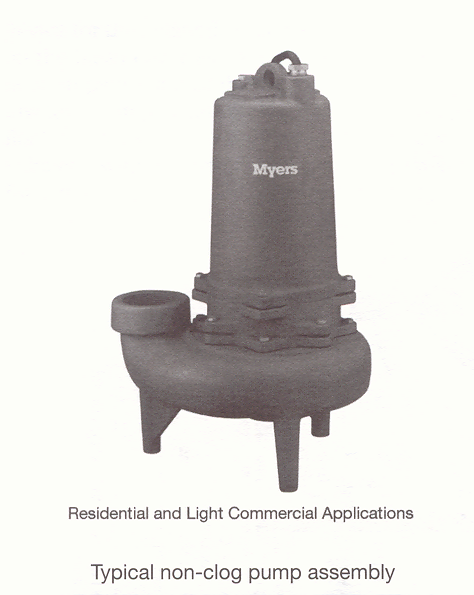 Myers
Residential and Light Commercial Applications
Typical non-clog pump assembly